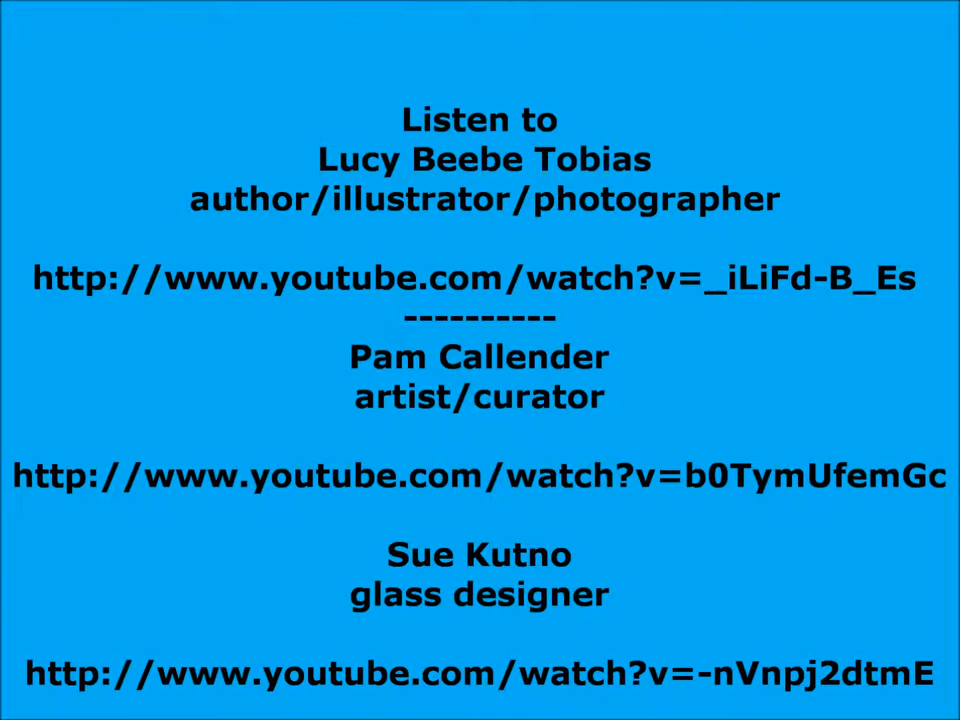 Listen to
Lucy Beebe Tobias
author/illustrator/photographer
http://www.youtube.com/watch?v=_iLiFd-B_Es
----------
Pam Callender
artist/curator
http://www.youtube.com/watch?v=b0TymUfemGc
Sue Kutno
glass designer
http://www.youtube.com/watch?v=-nVnpj2dtmE